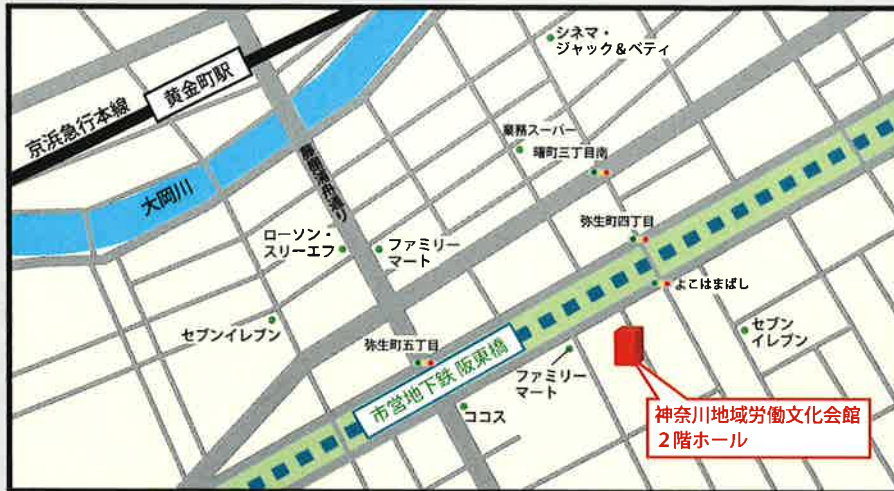 シネマ・
ジャック&ベティ
黄金町駅
京浜急行本線
業務スーパー
曙町三丁目南
大岡川
弥生町四丁目
ローソン・
スリーエフ
ファミリー
マート
よこはまばし
セブンイレブン
セブン
イレブン
弥生町五丁目
市営地下鉄 阪東橋
ファミリー
マート
ココス
神奈川地域労働文化会館
2階ホール